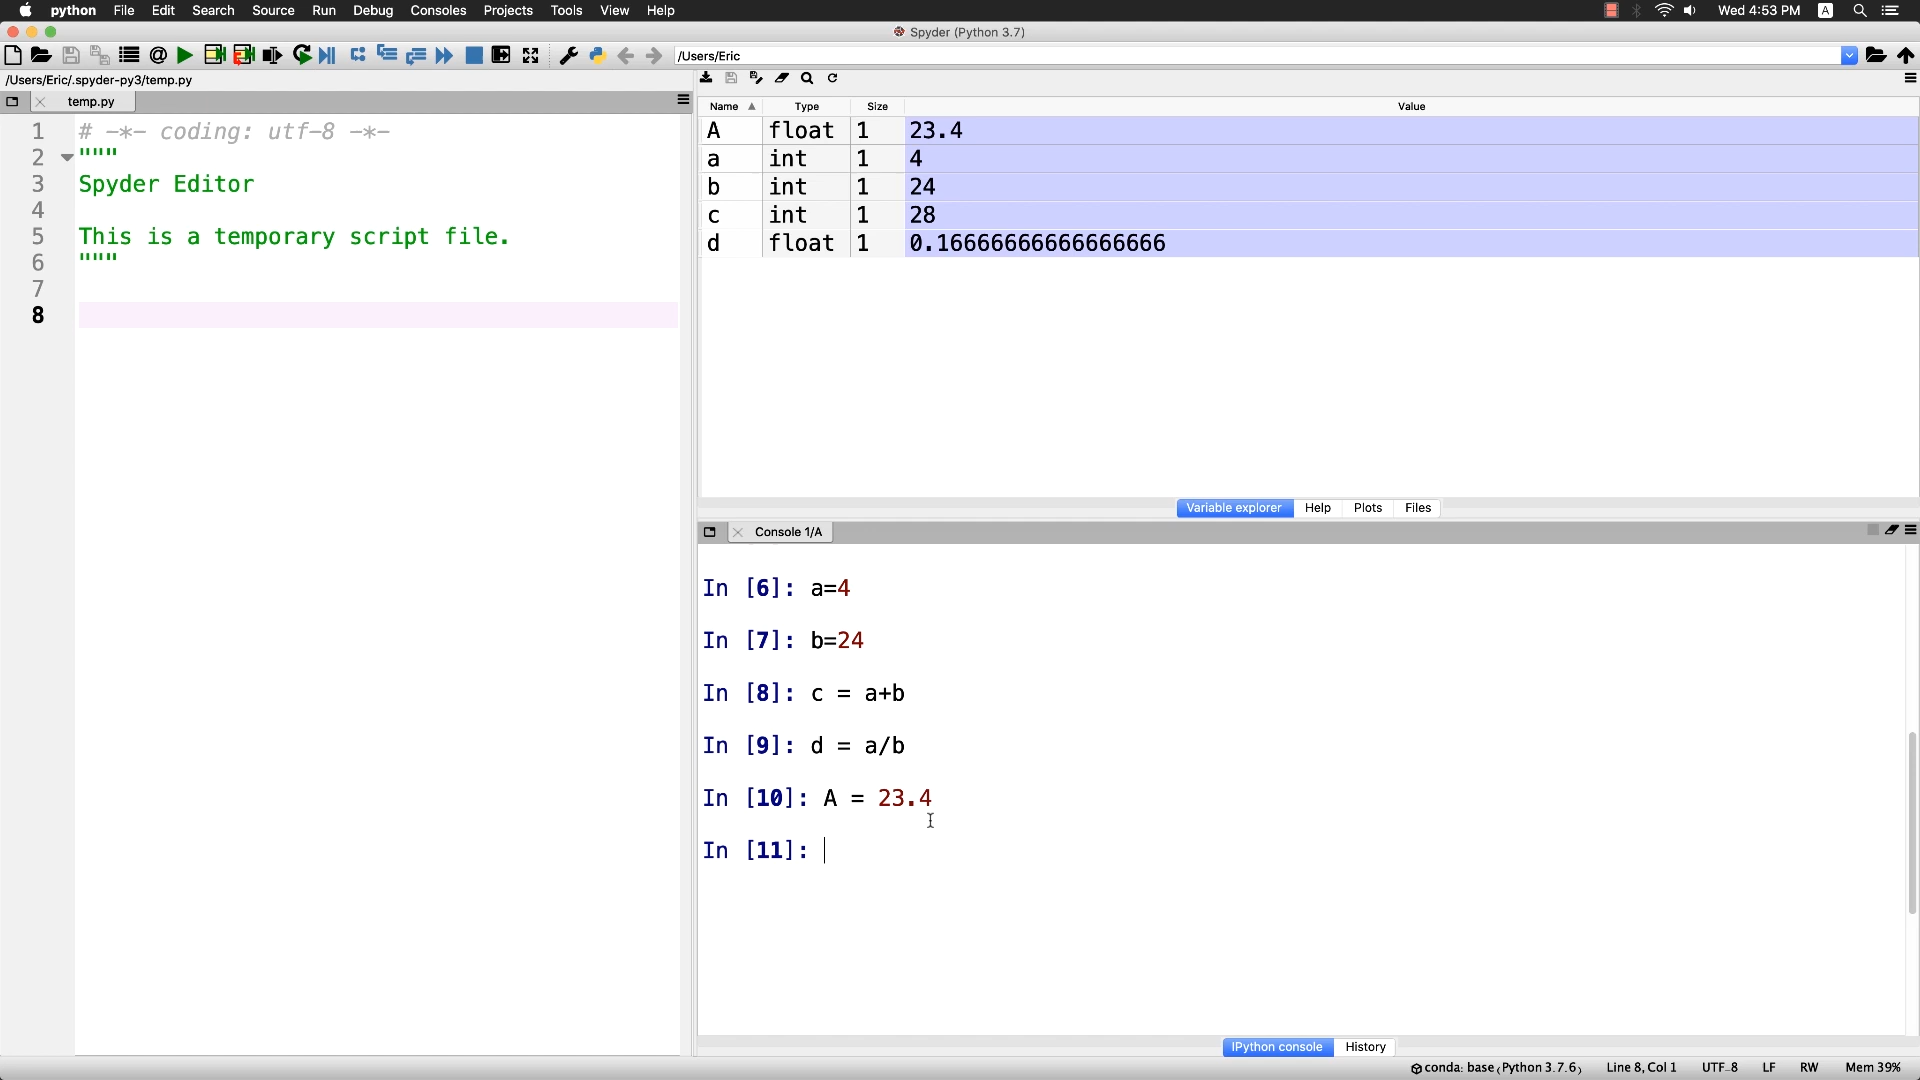 python File Edit Search Source Run Debug Consoles Projects Tools View Help Wed 4:53 PM A
Spyder (Python 3.7)
/Users/Eric
/Users/Eric/.spyder-py3/temp.py
temp.py
1 # -*- coding: utf-8 -*-
2 """
3 Spyder Editor
4
5 This is a temporary script file.
6 """
7
8
Name Type Size Value
A float 1 23.4
a int 1 4
b int 1 24
c int 1 28
d float 1 0.16666666666666666
Variable explorer Help Plots Files
Console 1/A
In [6]: a=4
In [7]: b=24
In [8]: c = a+b
In [9]: d = a/b
In [10]: A = 23.4
In [11]:
IPython console History
conda: base (Python 3.7.6) Line 8, Col 1 UTF-8 LF RW Mem 39%